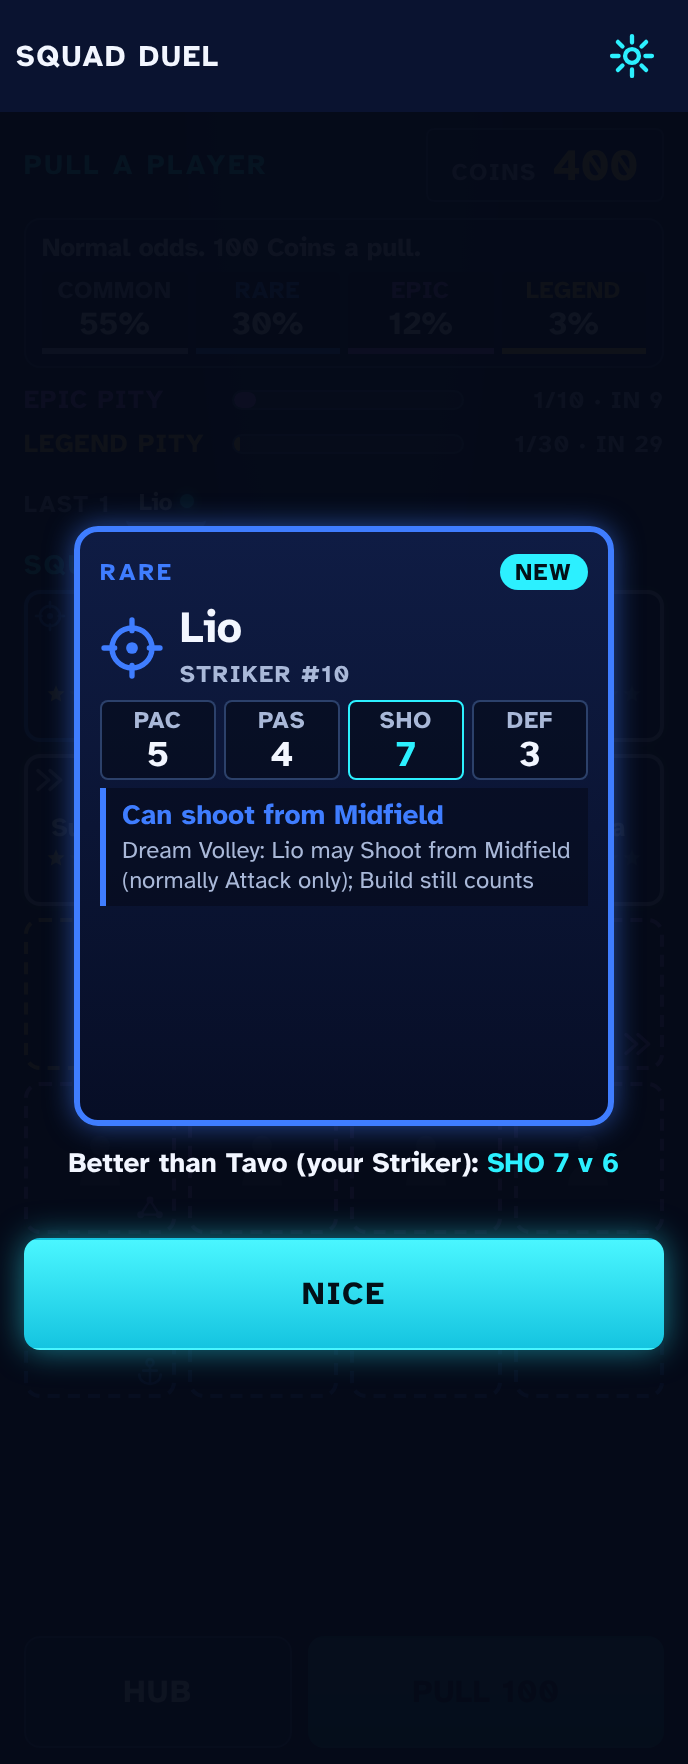 SQUAD DUEL
PULL A PLAYER
COINS 400
Normal odds. 100 Coins a pull.
COMMON RARE EPIC LEGEND
55% 30% 12% 3%
EPIC PITY 1/10 · IN 9
LEGEND PITY 1/30 · IN 29
LAST 1 Lio
RARE NEW
Lio
STRIKER #10
PAC PAS SHO DEF
5 4 7 3
Can shoot from Midfield
Dream Volley: Lio may Shoot from Midfield
(normally Attack only); Build still counts
Better than Tavo (your Striker): SHO 7 v 6
NICE
HUB PULL 100